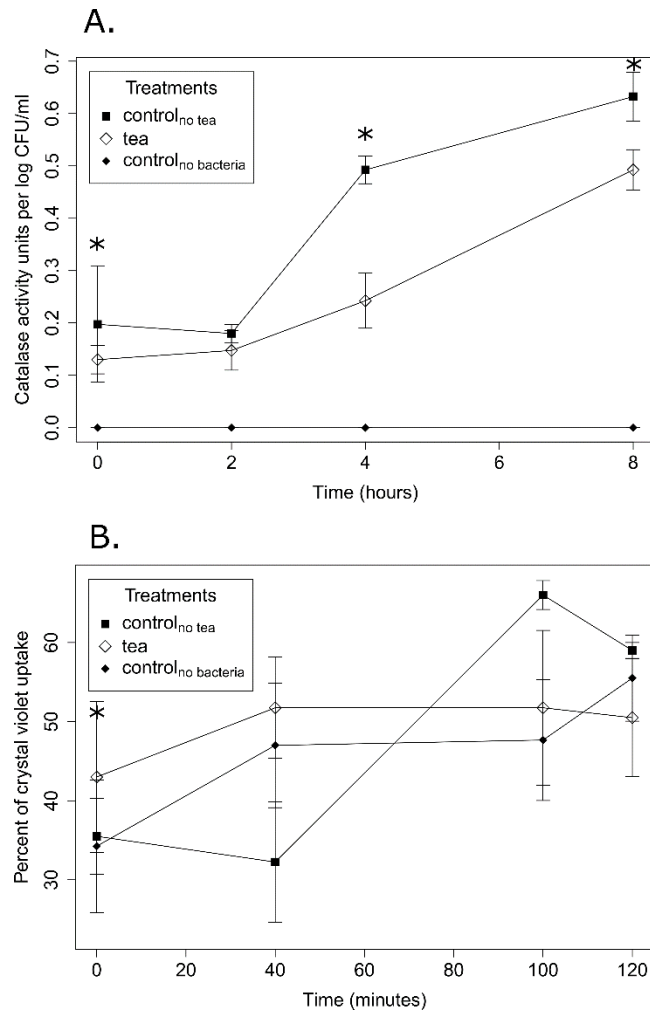 A.
Catalase activity units per log CFU/ml
0.7
0.6
0.5
0.4
0.3
0.2
0.1
0.0
Treatments
control no tea
tea
control no bacteria
*
*
*
0 2 4 6 8
Time (hours)
B.
Percent of crystal violet uptake
60
50
40
30
Treatments
control no tea
tea
control no bacteria
*
0 20 40 60 80 100 120
Time (minutes)